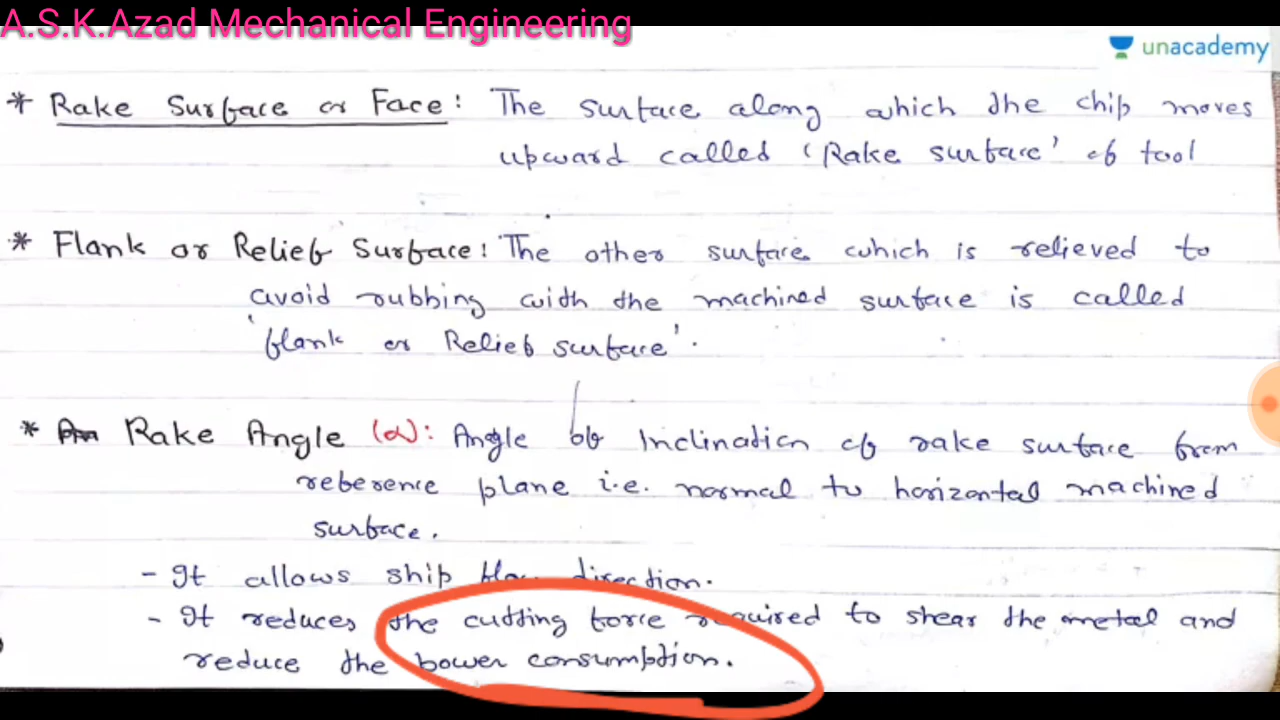 A.S.K.Azad Mechanical Engineering
unacademy
* Rake Surface or Face: The surface along which the chip moves
upward called 'Rake surface' of tool
* Flank or Relief Surface: The other surface which is relieved to
avoid rubbing with the machined surface is called
'flank or Relief surface'.
* Rake Angle (α): Angle of Inclination of rake surface from
reference plane i.e. normal to horizontal machined
surface.
- It allows ship flow direction.
- It reduces the cutting force required to shear the metal and
reduce the power consumption.